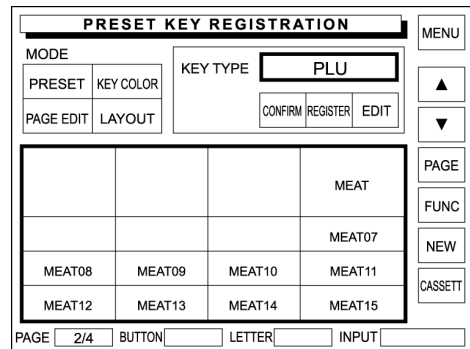 PRESET KEY REGISTRATION
MENU
MODE
PRESET KEY COLOR
PAGE EDIT LAYOUT
KEY TYPE PLU
CONFIRM REGISTER EDIT
▲
▼
PAGE
FUNC
NEW
CASSETT
MEAT
MEAT07
MEAT08 MEAT09 MEAT10 MEAT11
MEAT12 MEAT13 MEAT14 MEAT15
PAGE 2/4 BUTTON LETTER INPUT